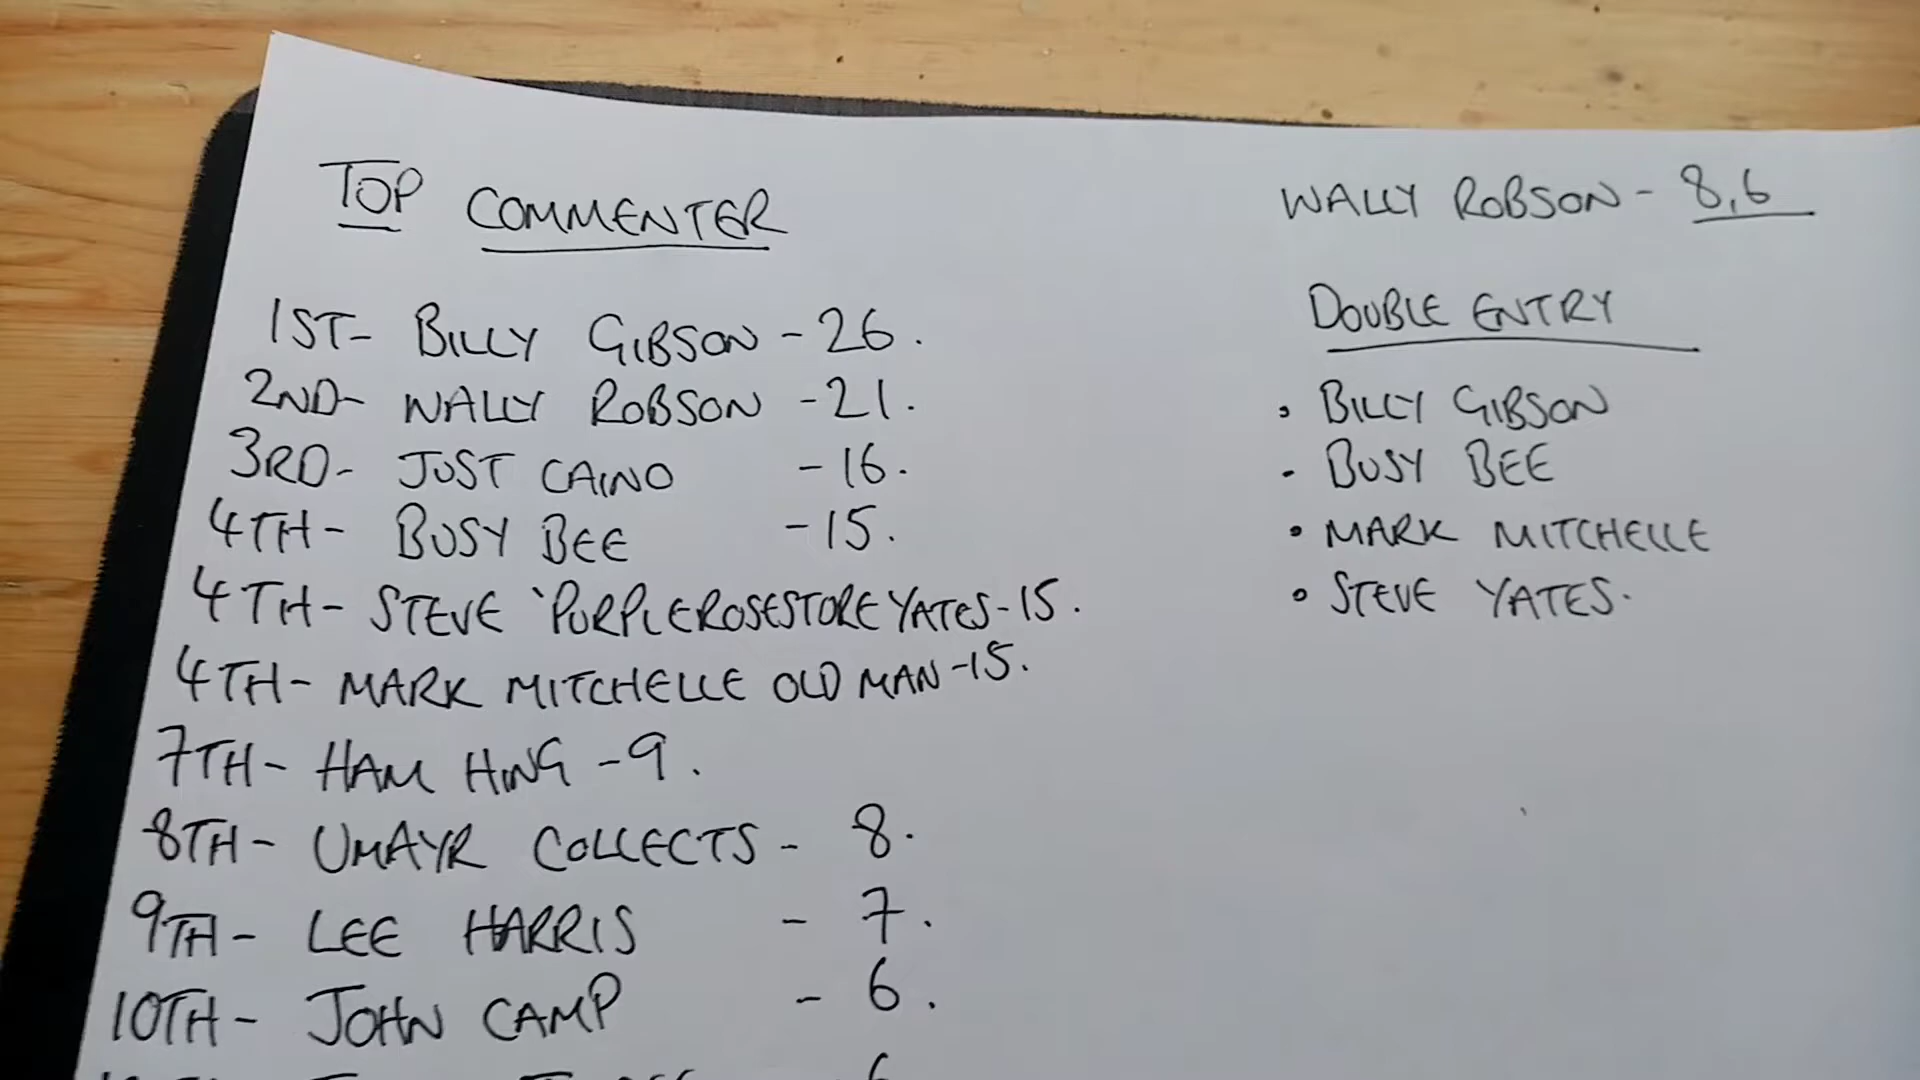 TOP COMMENTER
1ST- BILLY GIBSON - 26.
2ND- WALLY ROBSON - 21.
3RD- JUST CAINO - 16.
4TH- BUSY BEE - 15.
4TH- STEVE 'PURPLEROSESTORE YATES - 15.
4TH- MARK MITCHELLE OLD MAN - 15.
7TH- HAM HING - 9.
8TH- UMAYR COLLECTS - 8.
9TH- LEE HARRIS - 7.
10TH- JOHN CAMP - 6.
WALLY ROBSON - 8,6
DOUBLE ENTRY
• BILLY GIBSON
- BUSY BEE
• MARK MITCHELLE
• STEVE YATES.